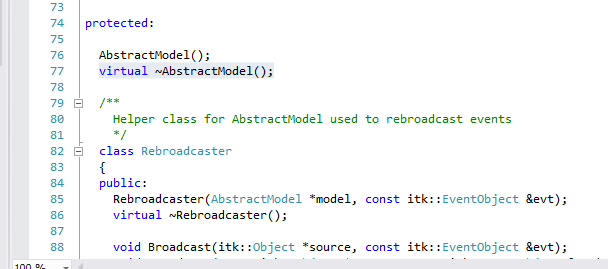 73
74 protected:
75
76 AbstractModel();
77 virtual ~AbstractModel();
78
79 /**
80 Helper class for AbstractModel used to rebroadcast events
81 */
82 class Rebroadcaster
83 {
84 public:
85 Rebroadcaster(AbstractModel *model, const itk::EventObject &evt);
86 virtual ~Rebroadcaster();
87
88 void Broadcast(itk::Object *source, const itk::EventObject &evt);
100 %